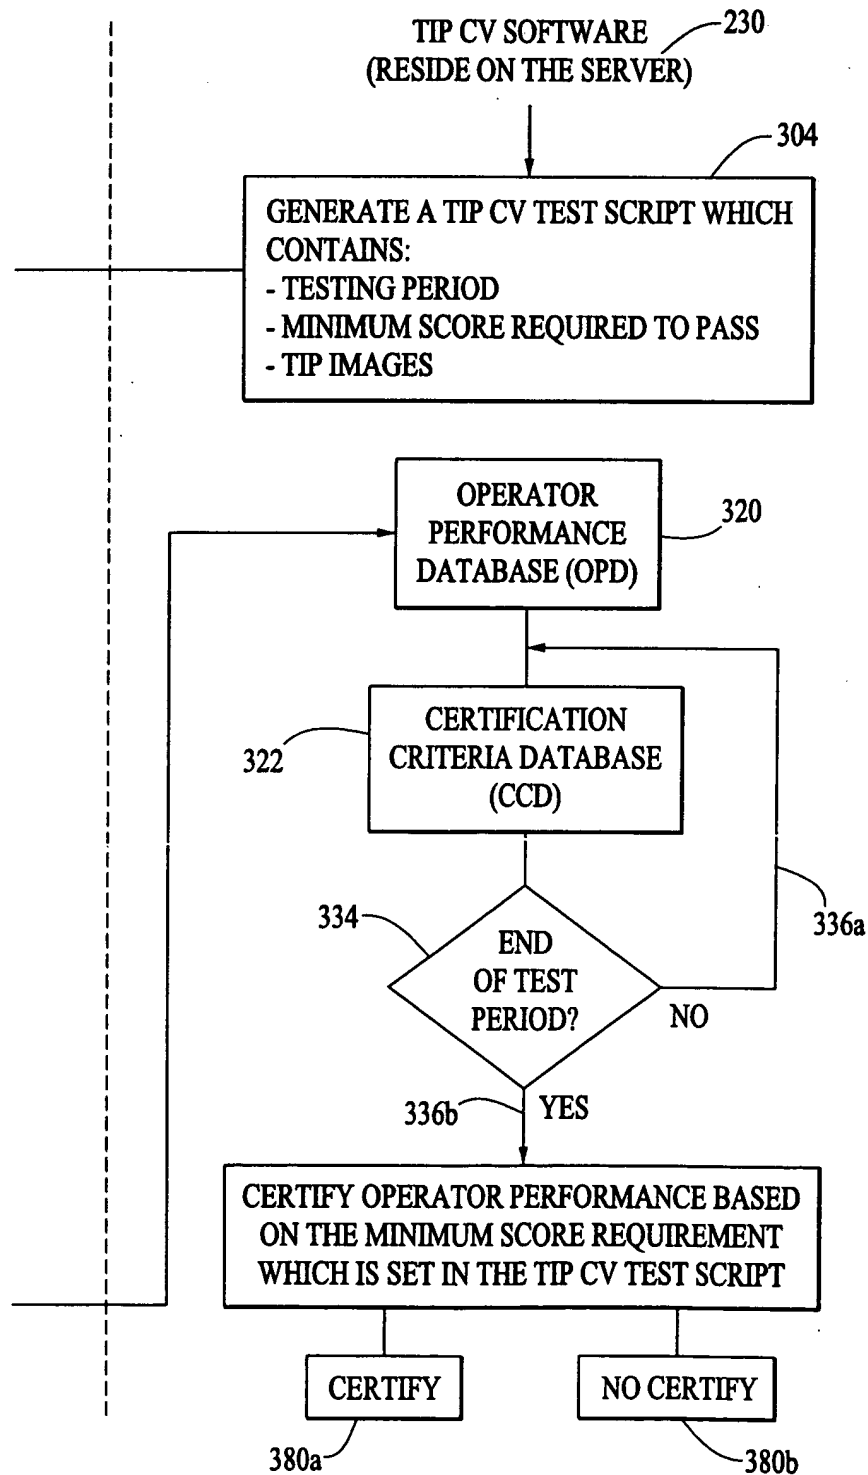 TIP CV SOFTWARE
(RESIDE ON THE SERVER)
230
304
GENERATE A TIP CV TEST SCRIPT WHICH
CONTAINS:
- TESTING PERIOD
- MINIMUM SCORE REQUIRED TO PASS
- TIP IMAGES
OPERATOR
PERFORMANCE
DATABASE (OPD)
320
CERTIFICATION
CRITERIA DATABASE
(CCD)
322
334
END
OF TEST
PERIOD?
336a
NO
336b
YES
CERTIFY OPERATOR PERFORMANCE BASED
ON THE MINIMUM SCORE REQUIREMENT
WHICH IS SET IN THE TIP CV TEST SCRIPT
CERTIFY
NO CERTIFY
380a
380b